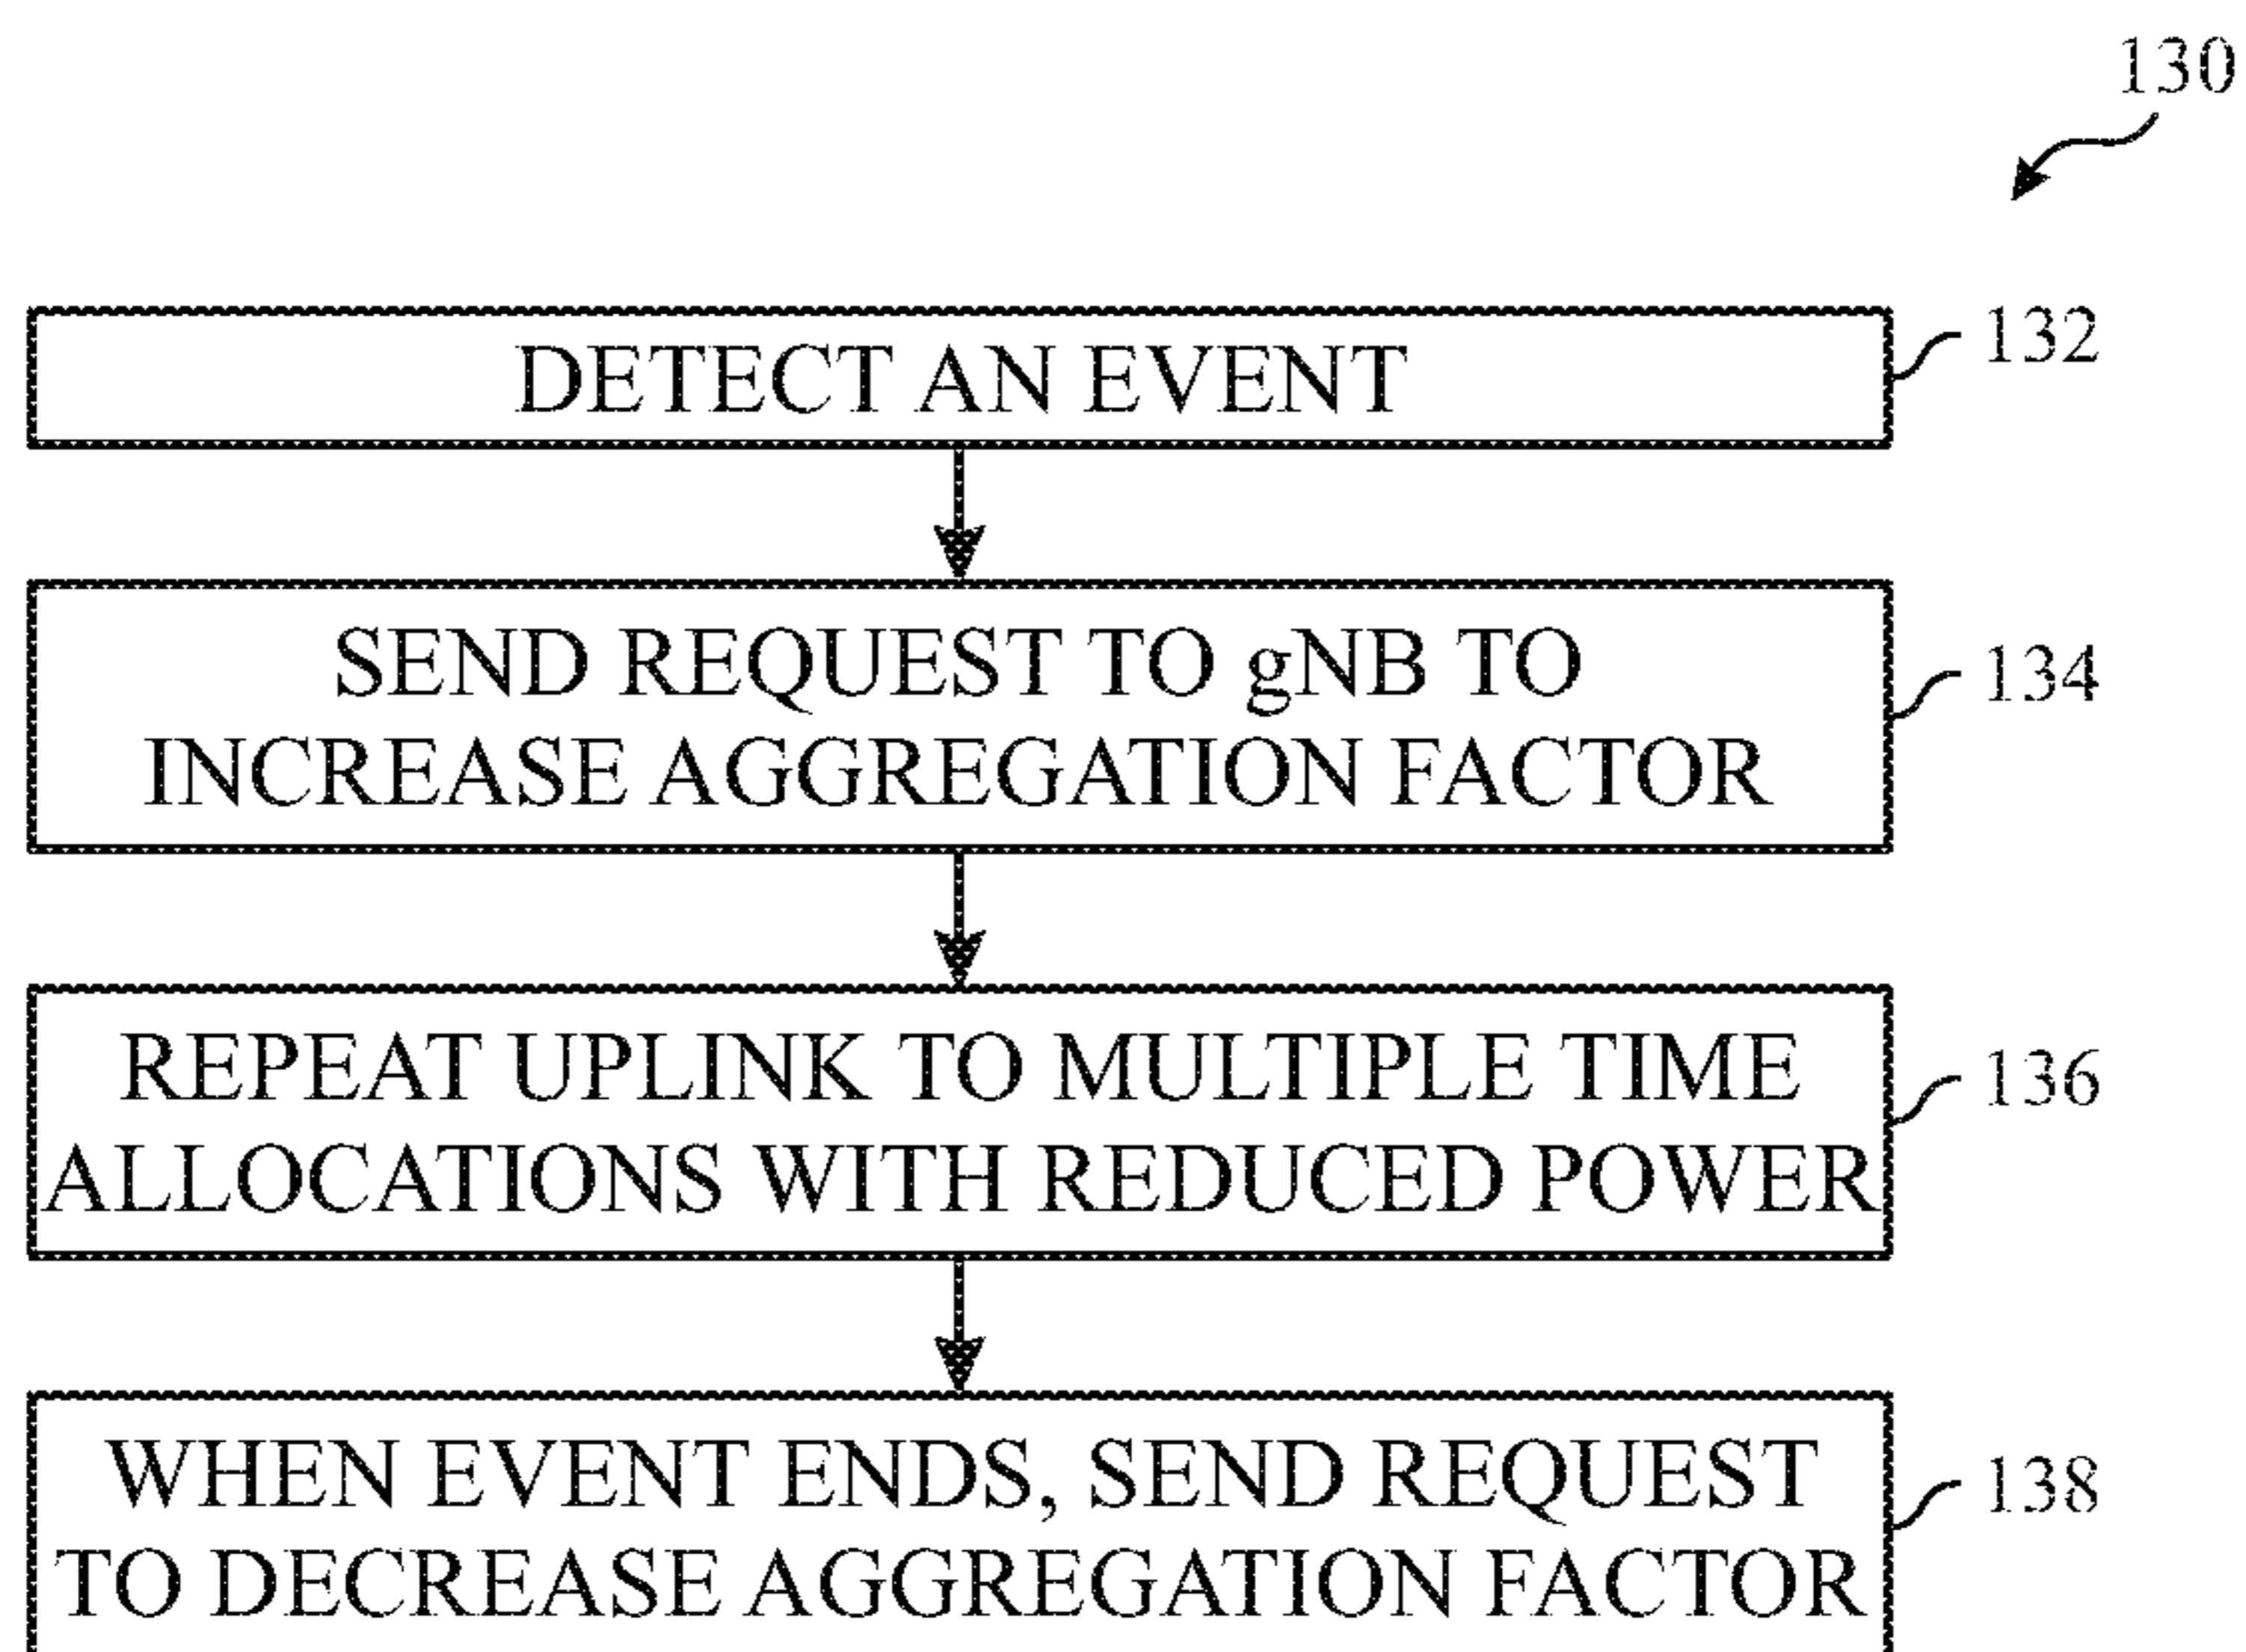 130
DETECT AN EVENT
132
SEND REQUEST TO gNB TO
INCREASE AGGREGATION FACTOR
134
REPEAT UPLINK TO MULTIPLE TIME
ALLOCATIONS WITH REDUCED POWER
136
WHEN EVENT ENDS, SEND REQUEST
TO DECREASE AGGREGATION FACTOR
138